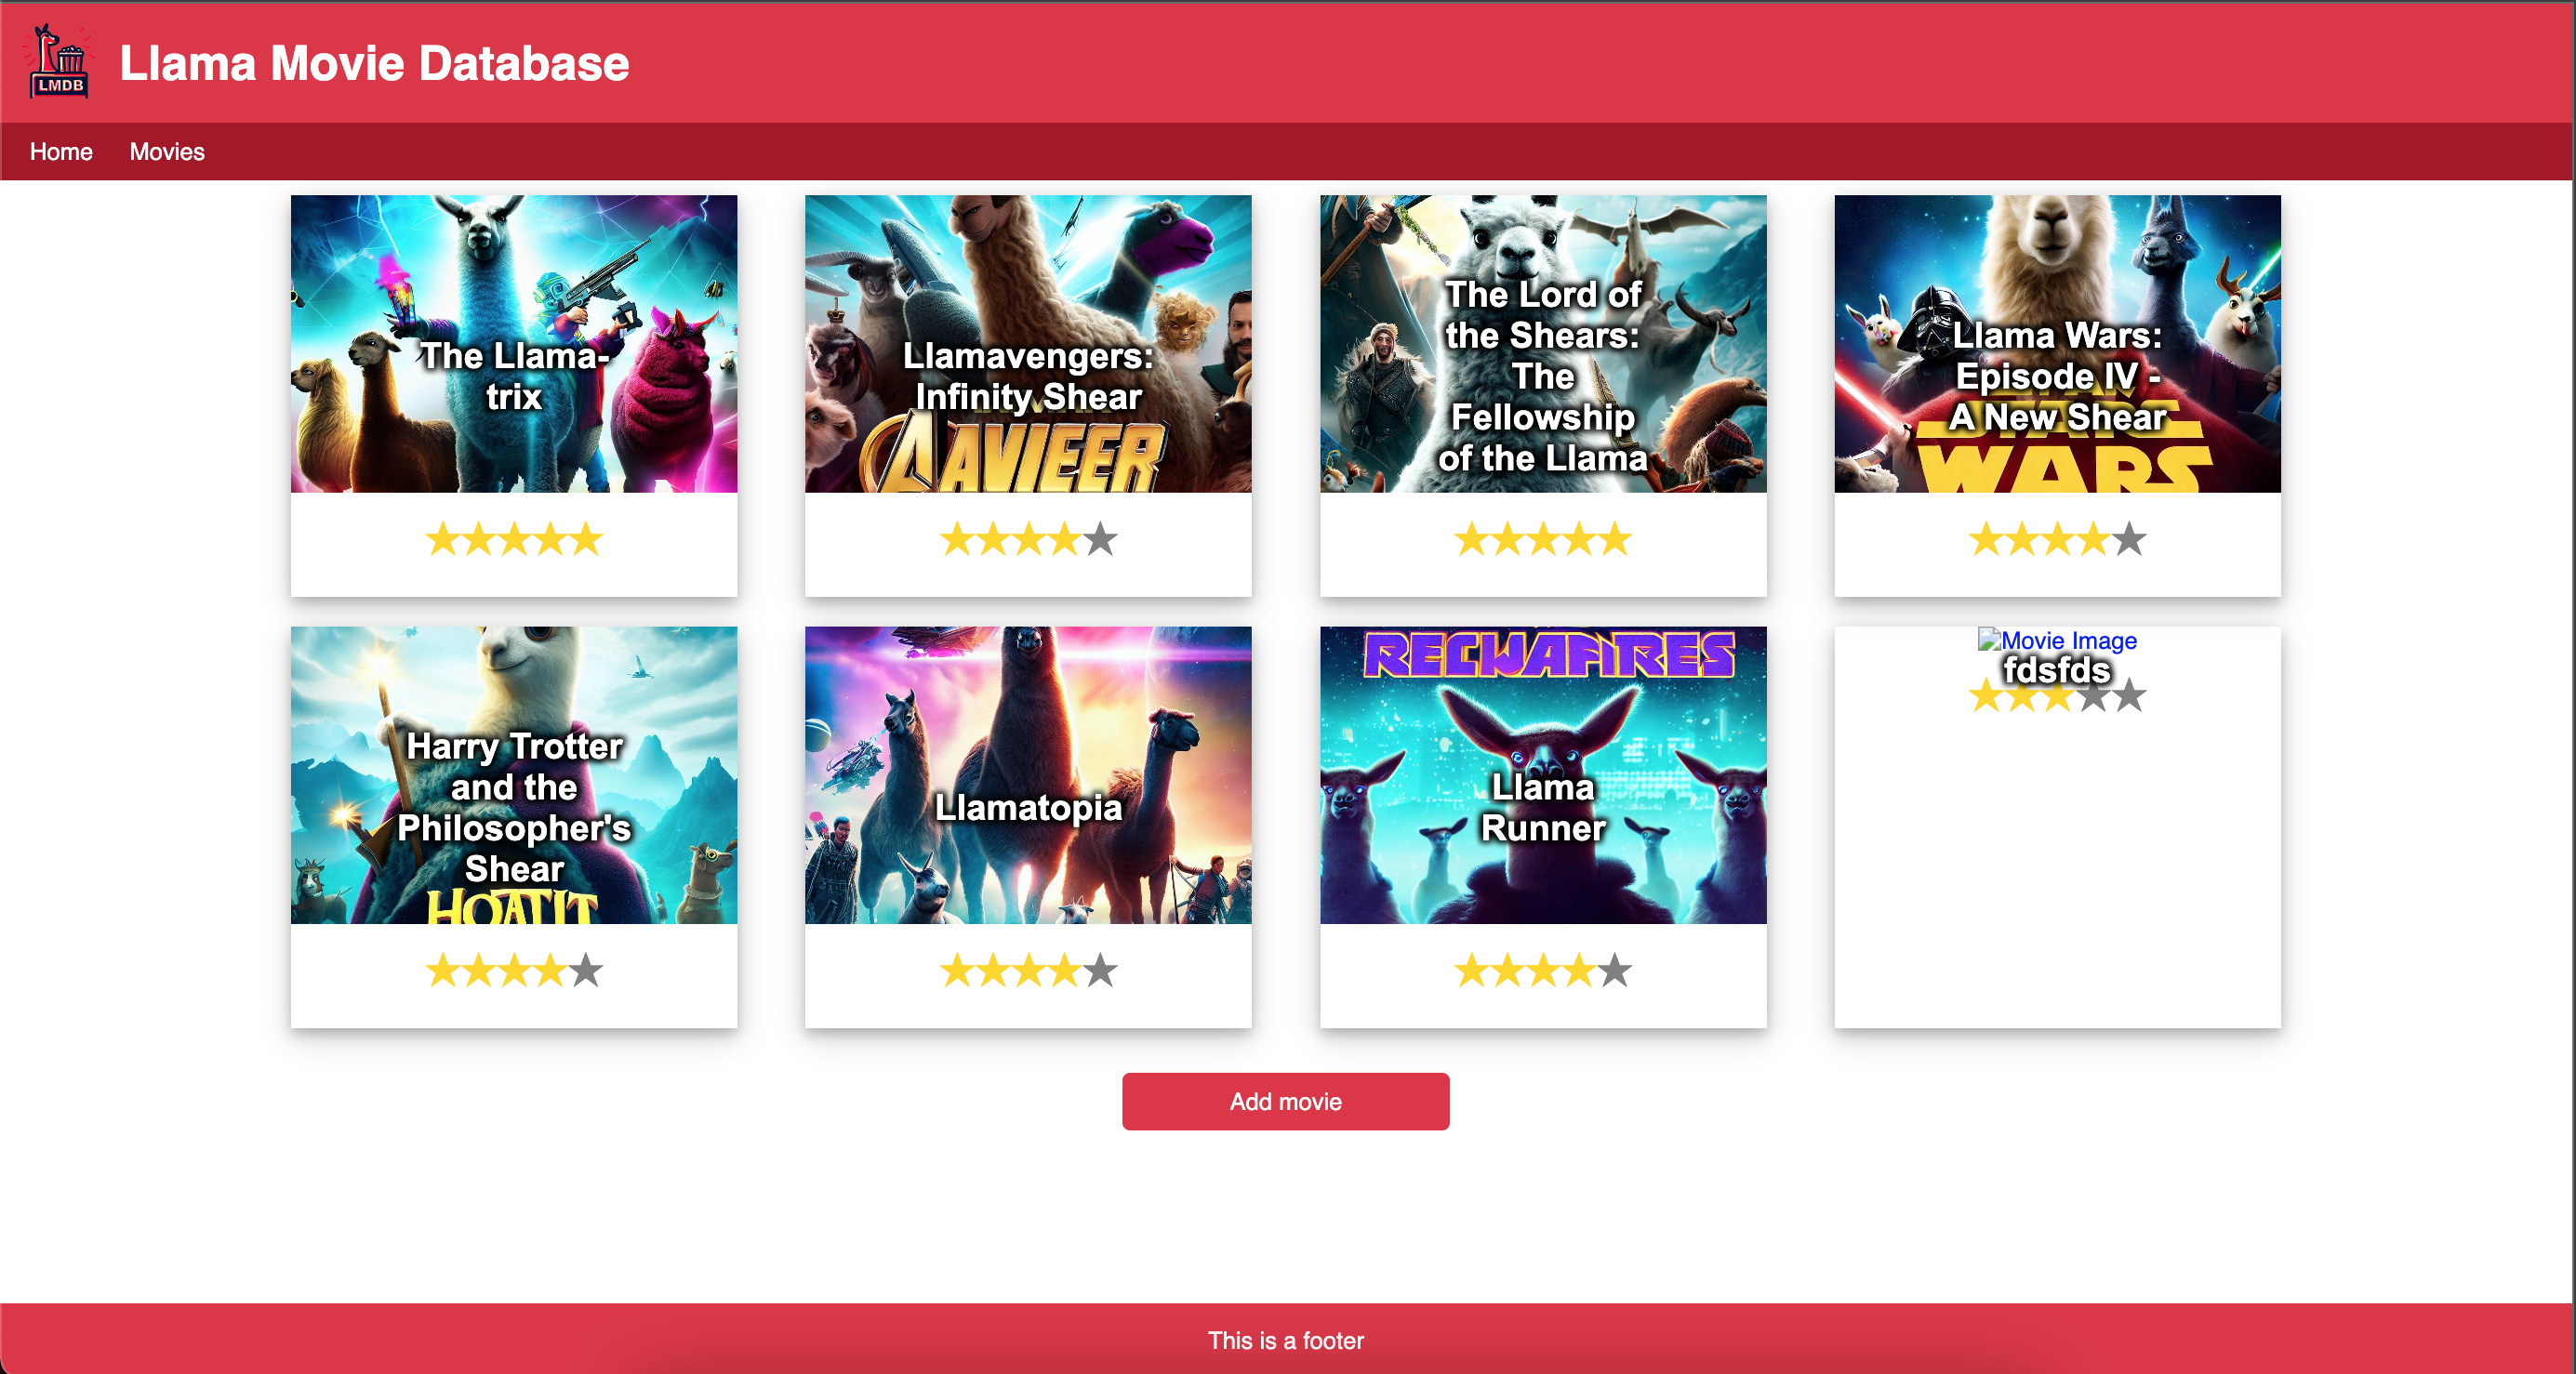 LMDB
Llama Movie Database
Home Movies
The Llama-
trix
Llamavengers:
Infinity Shear
AAVIEER
The Lord of
the Shears:
The
Fellowship
of the Llama
Llama Wars:
Episode IV -
A New Shear
WARS
Harry Trotter
and the
Philosopher's
Shear
HOATIT
Llamatopia
RECWAFIRES
Llama
Runner
Movie Image
fdsfds
Add movie
This is a footer